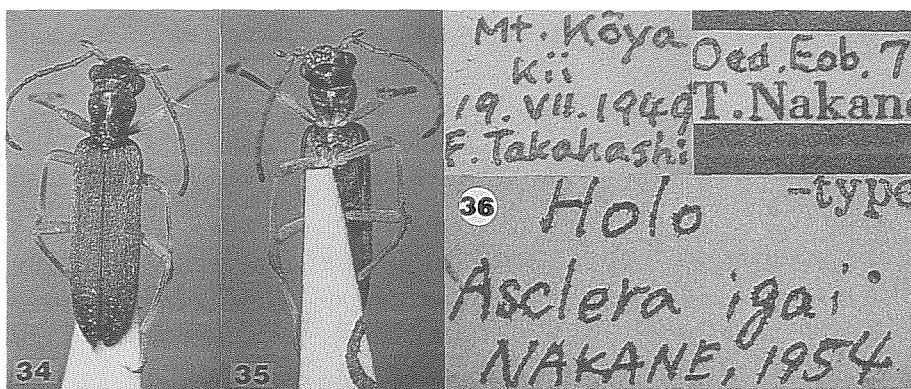 34
35
Mt. Kôya
Kii
19.VII.1949
F. Takahashi
Oed. Eob. 7
T. Nakane
36
Holo -type
Asclera igai
NAKANE, 1954